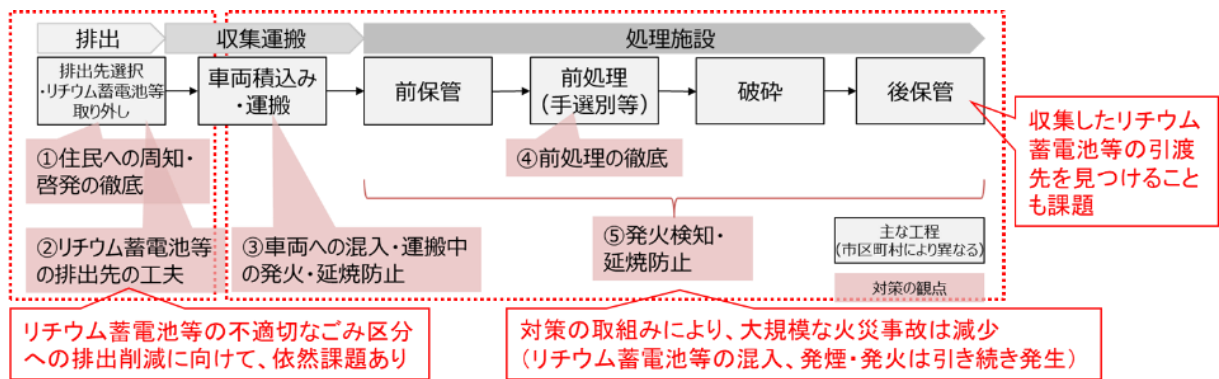 排出
収集運搬
処理施設
排出先選択
・リチウム蓄電池等
取り外し
車両積込み
・運搬
前保管
前処理
（手選別等）
破砕
後保管
①住民への周知・
啓発の徹底
②リチウム蓄電池等
の排出先の工夫
③車両への混入・運搬中
の発火・延焼防止
④前処理の徹底
⑤発火検知・
延焼防止
収集したリチウム
蓄電池等の引渡
先を見つけること
も課題
主な工程
(市区町村により異なる)
対策の観点
リチウム蓄電池等の不適切なごみ区分
への排出削減に向けて、依然課題あり
対策の取組みにより、大規模な火災事故は減少
（リチウム蓄電池等の混入、発煙・発火は引き続き発生）